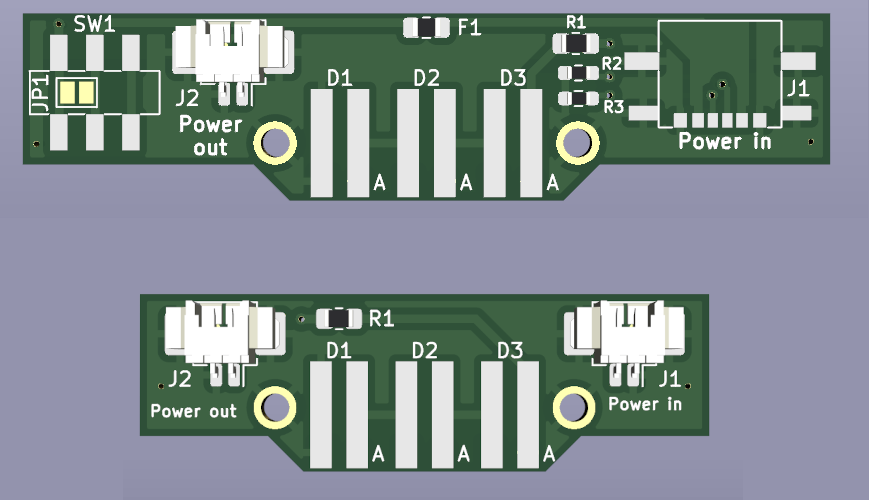 SW1
F1
R1
JP1
J2
D1 D2 D3
R2
R3
J1
Power
out
Power in
A A A
R1
D1 D2 D3
J2
J1
Power out
Power in
A A A